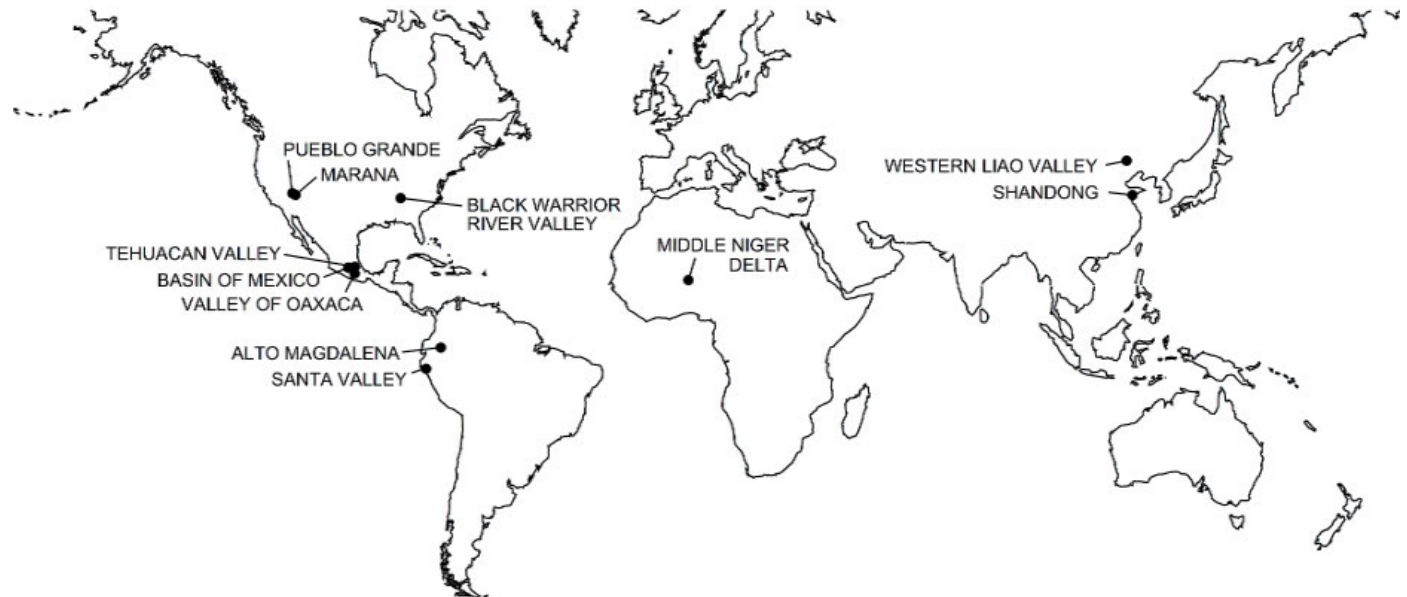 PUEBLO GRANDE
MARANA
BLACK WARRIOR
RIVER VALLEY
TEHUACAN VALLEY
BASIN OF MEXICO
VALLEY OF OAXACA
ALTO MAGDALENA
SANTA VALLEY
MIDDLE NIGER
DELTA
WESTERN LIAO VALLEY
SHANDONG